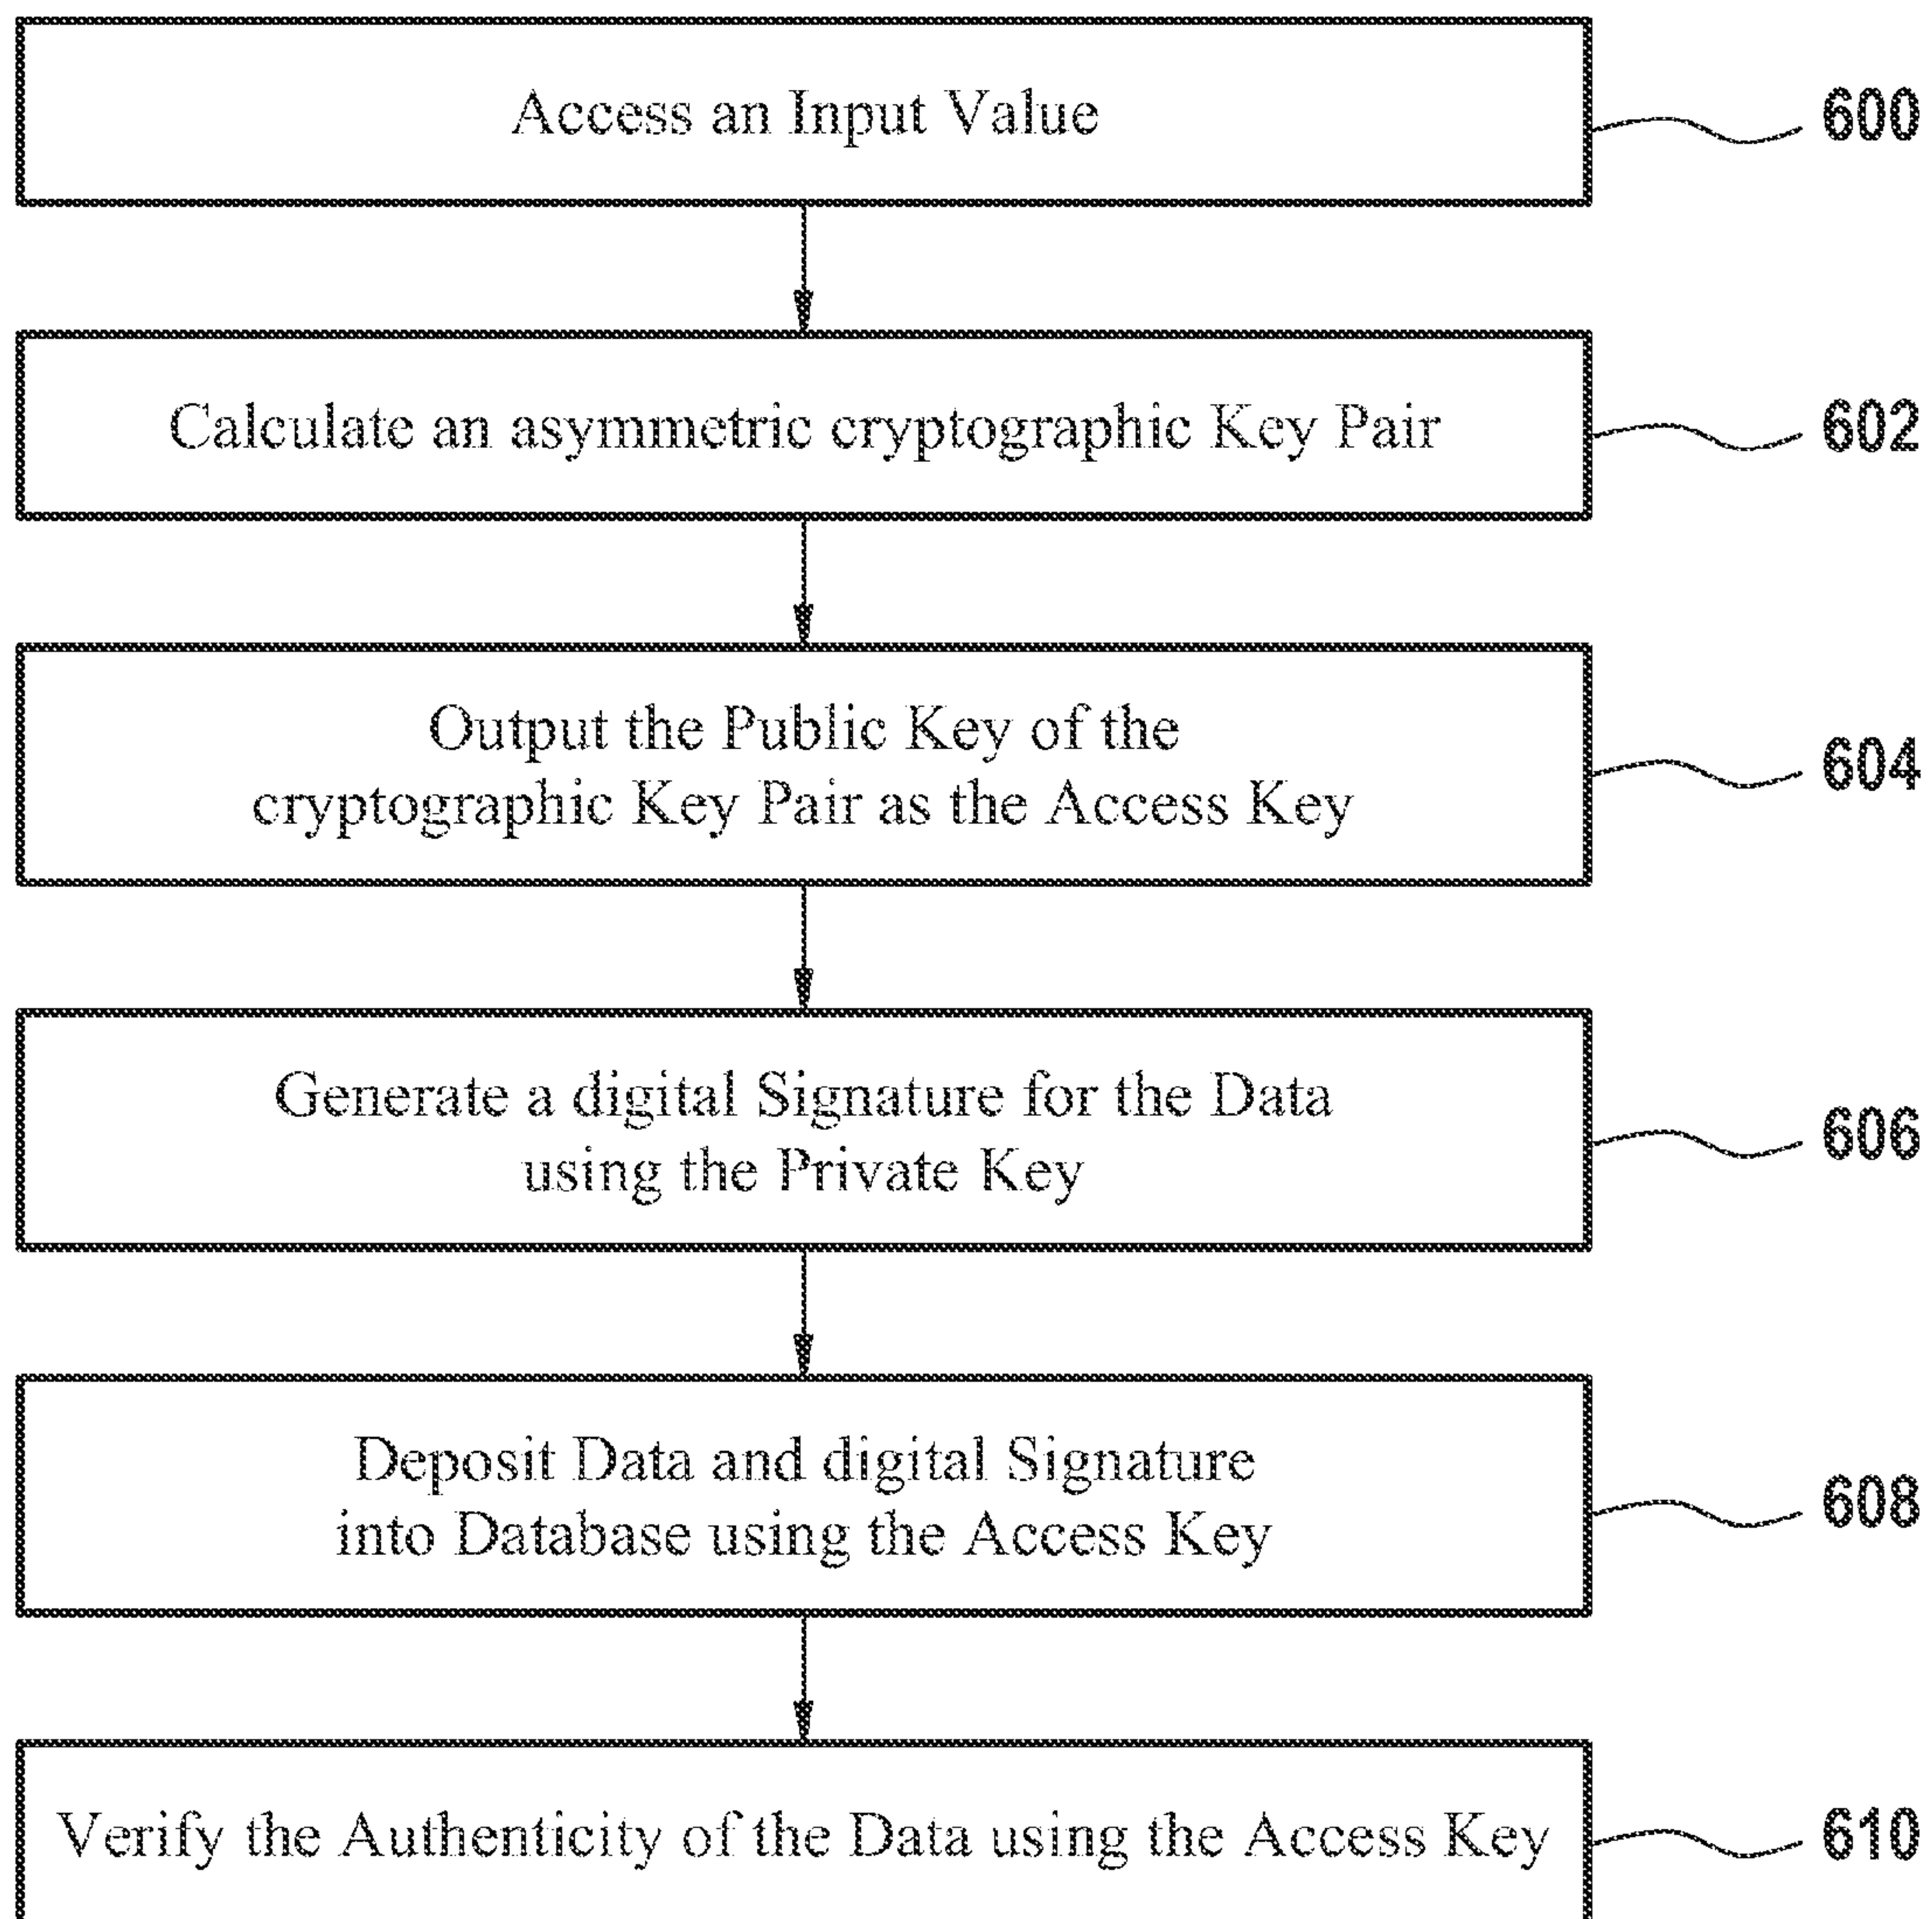 Access an Input Value
600
Calculate an asymmetric cryptographic Key Pair
602
Output the Public Key of the
cryptographic Key Pair as the Access Key
604
Generate a digital Signature for the Data
using the Private Key
606
Deposit Data and digital Signature
into Database using the Access Key
608
Verify the Authenticity of the Data using the Access Key
610